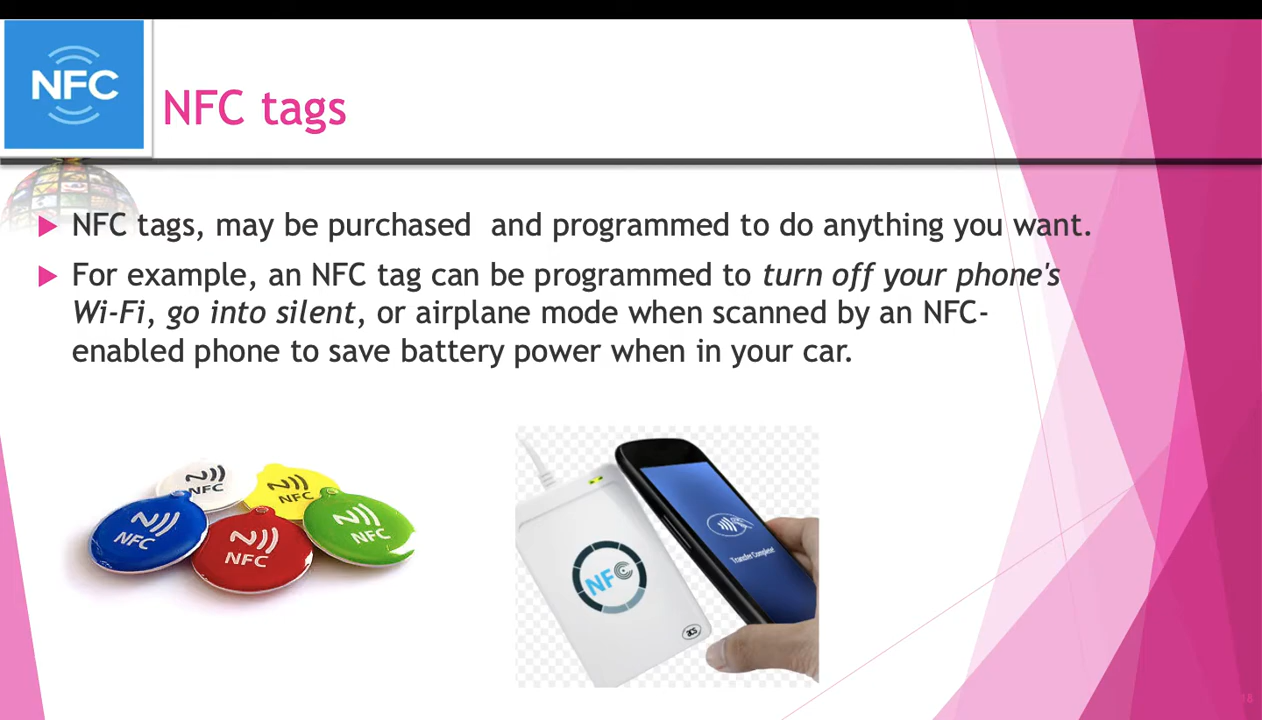 NFC
NFC tags
NFC tags, may be purchased  and programmed to do anything you want.
For example, an NFC tag can be programmed to turn off your phone's
Wi-Fi, go into silent, or airplane mode when scanned by an NFC-
enabled phone to save battery power when in your car.
NFC
NFC
NFC
NFC
NFC
Transfer Complete!
NFC
acs